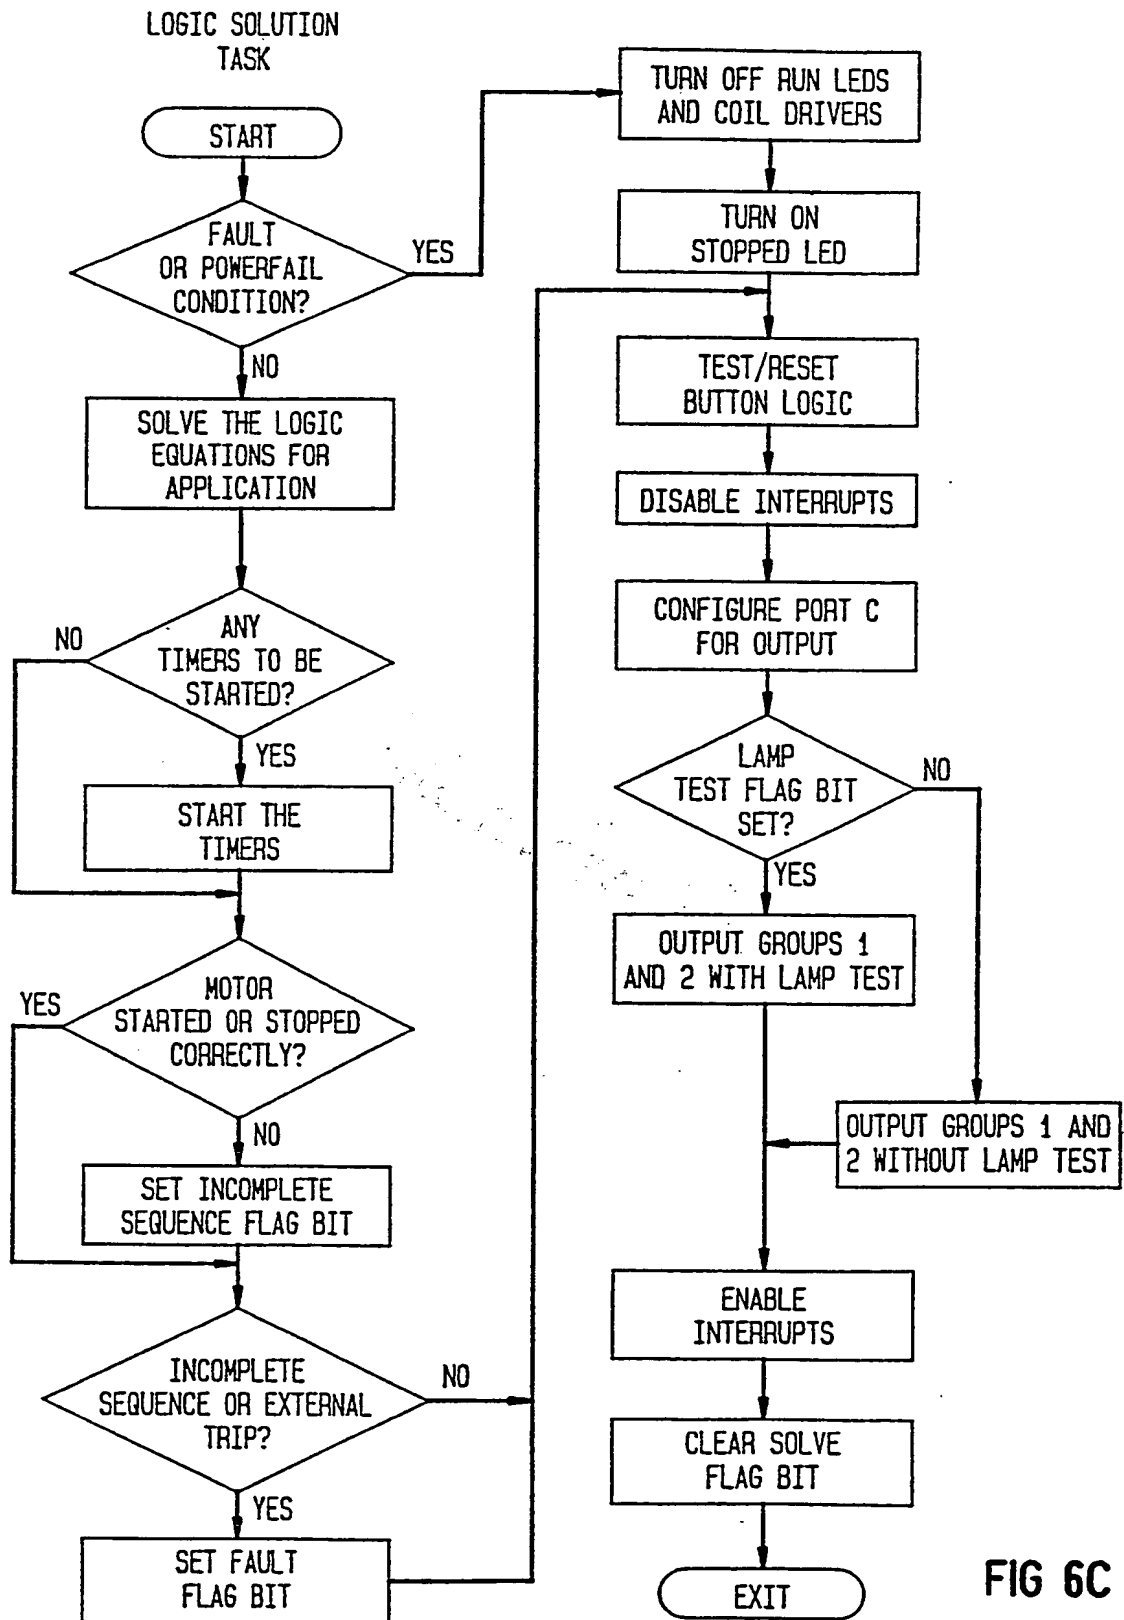 LOGIC SOLUTION
TASK
START
FAULT
OR POWERFAIL
CONDITION?
YES
NO
SOLVE THE LOGIC
EQUATIONS FOR
APPLICATION
NO
ANY
TIMERS TO BE
STARTED?
YES
START THE
TIMERS
YES
MOTOR
STARTED OR STOPPED
CORRECTLY?
NO
SET INCOMPLETE
SEQUENCE FLAG BIT
INCOMPLETE
SEQUENCE OR EXTERNAL
TRIP?
NO
YES
SET FAULT
FLAG BIT
TURN OFF RUN LEDS
AND COIL DRIVERS
TURN ON
STOPPED LED
TEST/RESET
BUTTON LOGIC
DISABLE INTERRUPTS
CONFIGURE PORT C
FOR OUTPUT
LAMP
TEST FLAG BIT
SET?
NO
YES
OUTPUT GROUPS 1
AND 2 WITH LAMP TEST
OUTPUT GROUPS 1 AND
2 WITHOUT LAMP TEST
ENABLE
INTERRUPTS
CLEAR SOLVE
FLAG BIT
EXIT
FIG 6C